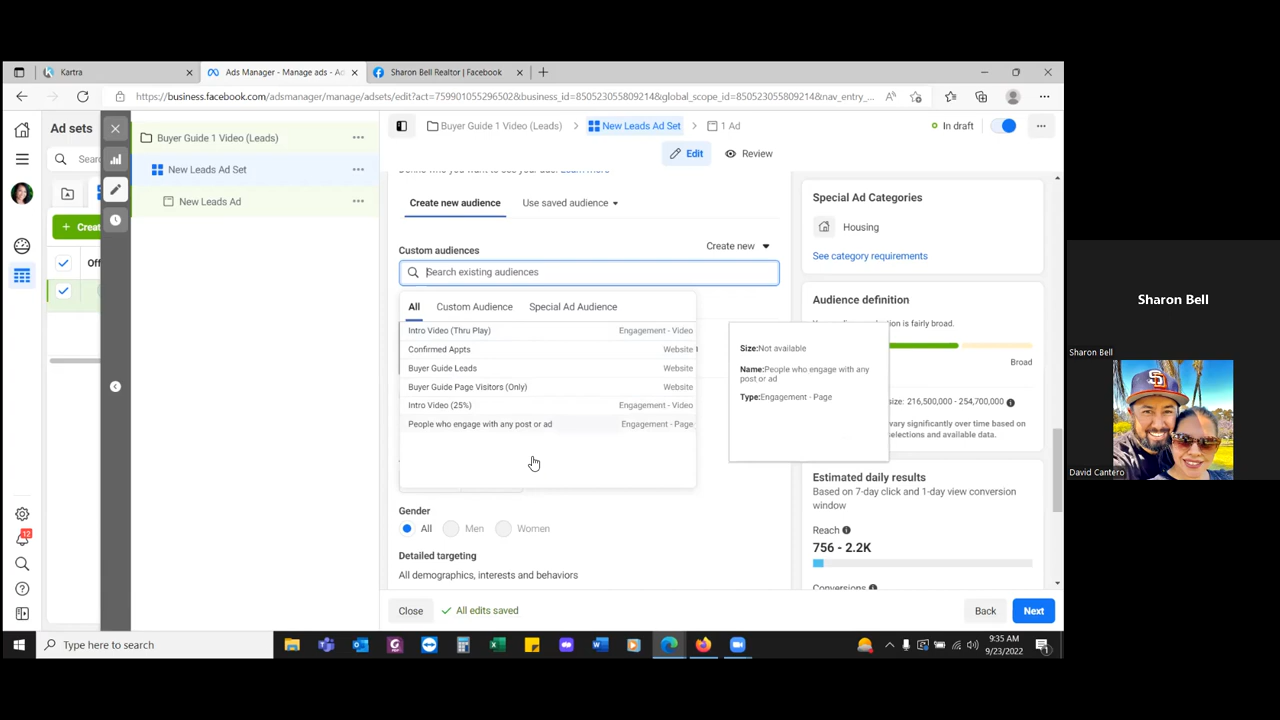 Kartra
Ads Manager - Manage ads - Ad
Sharon Bell Realtor | Facebook
https://business.facebook.com/adsmanager/manage/adsets/edit?act=759901055296502&business_id=850523055809214&global_scope_id=850523055809214&nav_entry_...
Ad sets
Buyer Guide 1 Video (Leads)
New Leads Ad Set
New Leads Ad
Sear
+ Creat
Off
12
Buyer Guide 1 Video (Leads)
New Leads Ad Set
1 Ad
In draft
Edit
Review
Create new audience
Use saved audience
Custom audiences
Create new
Search existing audiences
All
Custom Audience
Special Ad Audience
Intro Video (Thru Play)
Engagement - Video
Confirmed Appts
Website
Buyer Guide Leads
Website
Buyer Guide Page Visitors (Only)
Website
Intro Video (25%)
Engagement - Video
People who engage with any post or ad
Engagement - Page
Size:Not available
Name:People who engage with any
post or ad
Type:Engagement - Page
Gender
All
Men
Women
Detailed targeting
All demographics, interests and behaviors
Special Ad Categories
Housing
See category requirements
Audience definition
is fairly broad.
Broad
size: 216,500,000 - 254,700,000
vary significantly over time based on
selections and available data.
Estimated daily results
Based on 7-day click and 1-day view conversion
window
Reach
756 - 2.2K
Conversions
Close
All edits saved
Back
Next
Type here to search
9:35 AM
9/23/2022
Sharon Bell
Sharon Bell
David Cantero